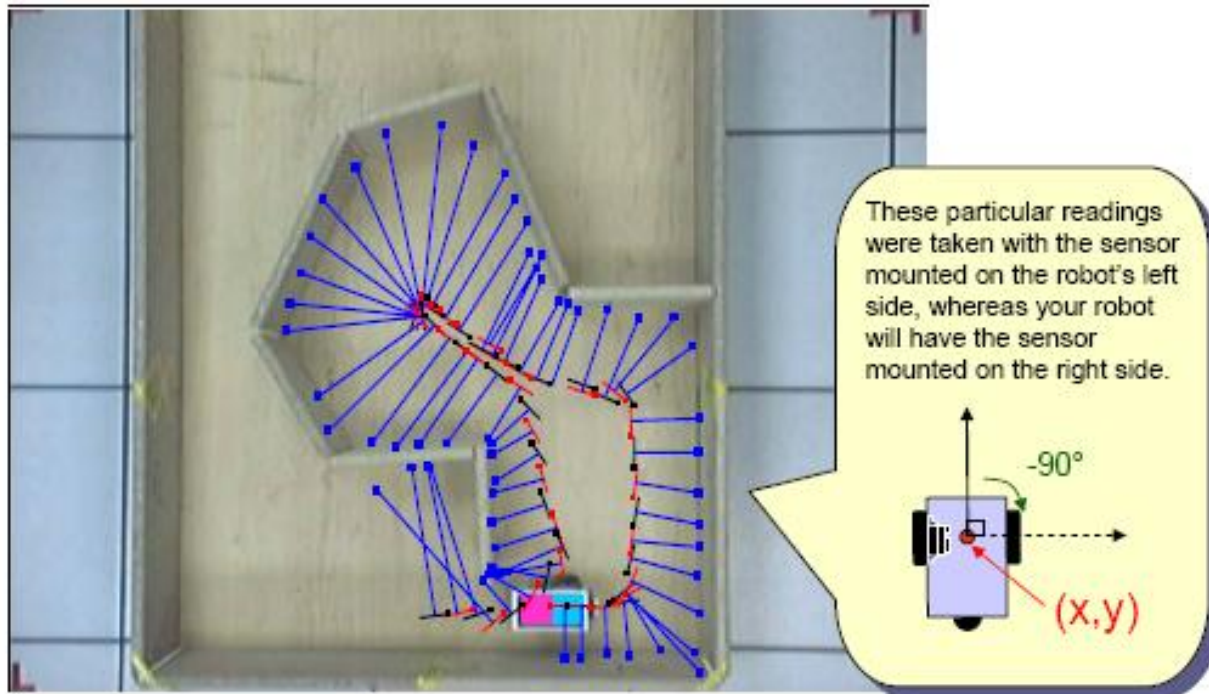 These particular readings
were taken with the sensor
mounted on the robot's left
side, whereas your robot
will have the sensor
mounted on the right side.
-90°
(x,y)